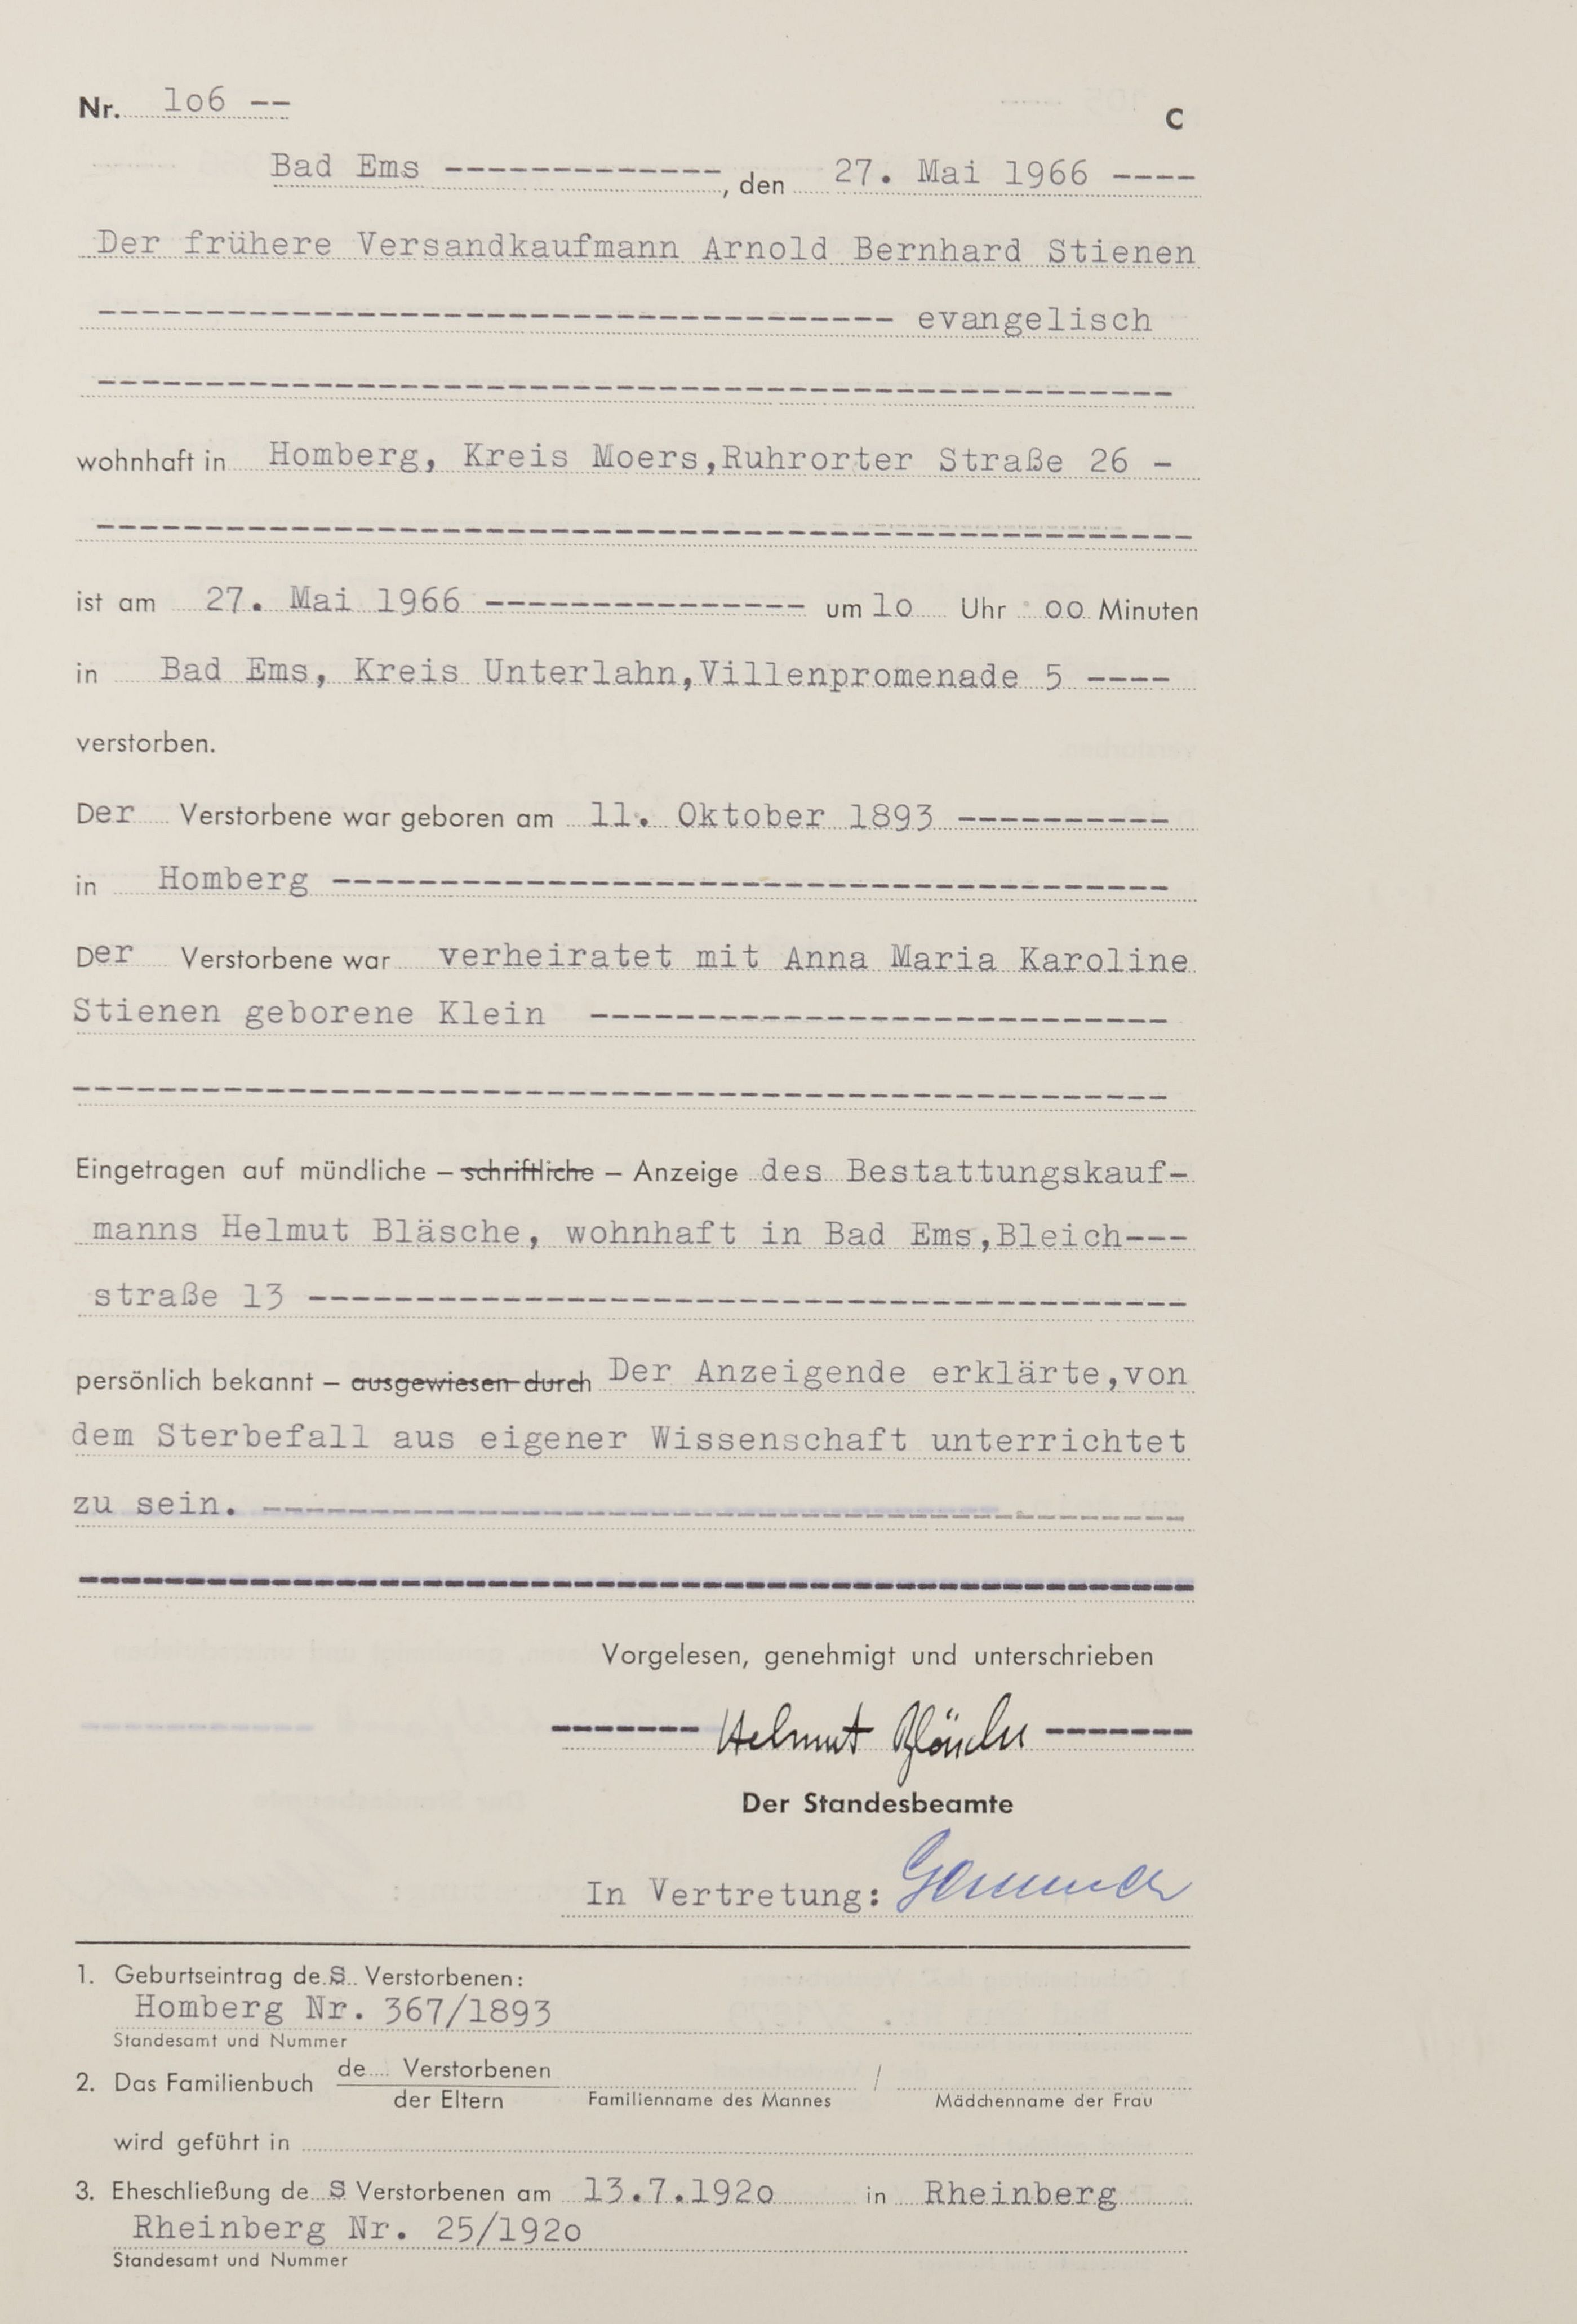 Nr. lo6 --
C
Bad Ems -------------, den 27. Mai 1966 ----
Der frühere Versandkaufmann Arnold Bernhard Stienen
------------------------------------- evangelisch
--------------------------------------------------
wohnhaft in Homberg, Kreis Moers,Ruhrorter Straße 26 -
---------------------------------------------------
ist am 27. Mai 1966 --------------- um lo Uhr oo Minuten
in Bad Ems, Kreis Unterlahn,Villenpromenade 5 ----
verstorben.
Der Verstorbene war geboren am 11. Oktober 1893 ----------
in Homberg ---------------------------------------
Der Verstorbene war verheiratet mit Anna Maria Karoline
Stienen geborene Klein ---------------------------
---------------------------------------------------
Eingetragen auf mündliche – schriftliche – Anzeige des Bestattungskauf-
manns Helmut Bläsche, wohnhaft in Bad Ems,Bleich---
straße 13 -----------------------------------------
persönlich bekannt – ausgewiesen durch Der Anzeigende erklärte,von
dem Sterbefall aus eigener Wissenschaft unterrichtet
zu sein. -------------------------------------------
----------------------------------------------------
Vorgelesen, genehmigt und unterschrieben
------- Helmut Bläsche -------
Der Standesbeamte
In Vertretung:
1. Geburtseintrag des Verstorbenen:
Homberg Nr. 367/1893
Standesamt und Nummer
2. Das Familienbuch de Verstorbenen /
der Eltern Familienname des Mannes Mädchenname der Frau
wird geführt in
3. Eheschließung des Verstorbenen am 13.7.192o in Rheinberg
Rheinberg Nr. 25/192o
Standesamt und Nummer